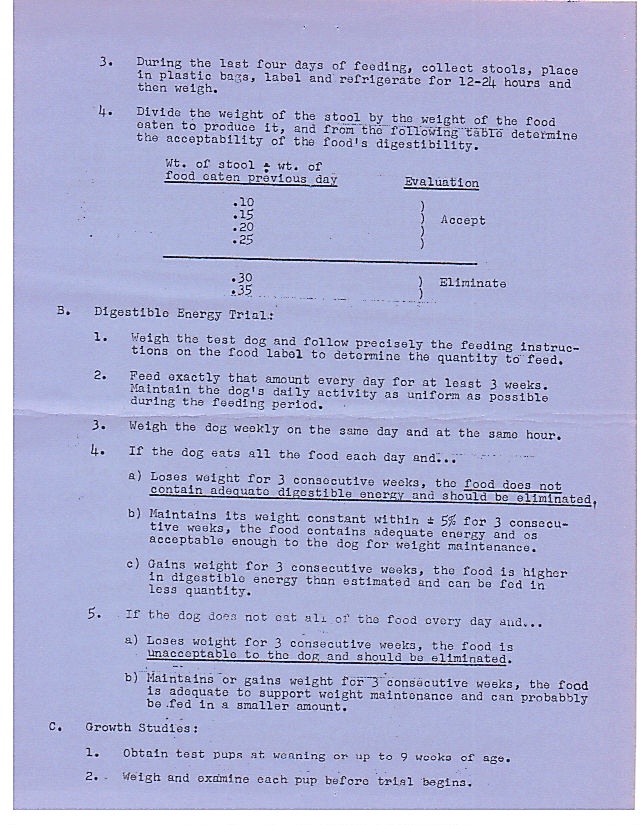 3. During the last four days of feeding, collect stools, place
in plastic bags, label and refrigerate for 12-24 hours and
then weigh.
4. Divide the weight of the stool by the weight of the food
eaten to produce it, and from the following table determine
the acceptability of the food's digestibility.
Wt. of stool ÷ wt. of
food eaten previous day Evaluation
.10 )
.15 ) Accept
.20 )
.25 )
.30 ) Eliminate
.35 )
B. Digestible Energy Trial:
1. Weigh the test dog and follow precisely the feeding instruc-
tions on the food label to determine the quantity to feed.
2. Feed exactly that amount every day for at least 3 weeks.
Maintain the dog's daily activity as uniform as possible
during the feeding period.
3. Weigh the dog weekly on the same day and at the same hour.
4. If the dog eats all the food each day and...
a) Loses weight for 3 consecutive weeks, the food does not
contain adequate digestible energy and should be eliminated,
b) Maintains its weight constant within ± 5% for 3 consecu-
tive weeks, the food contains adequate energy and os
acceptable enough to the dog for weight maintenance.
c) Gains weight for 3 consecutive weeks, the food is higher
in digestible energy than estimated and can be fed in
less quantity.
5. If the dog does not eat all of the food every day and...
a) Loses weight for 3 consecutive weeks, the food is
unacceptable to the dog and should be eliminated.
b) Maintains or gains weight for 3 consecutive weeks, the food
is adequate to support weight maintenance and can probabbly
be fed in a smaller amount.
C. Growth Studies:
1. Obtain test pups at weaning or up to 9 weeks of age.
2. Weigh and examine each pup before trial begins.